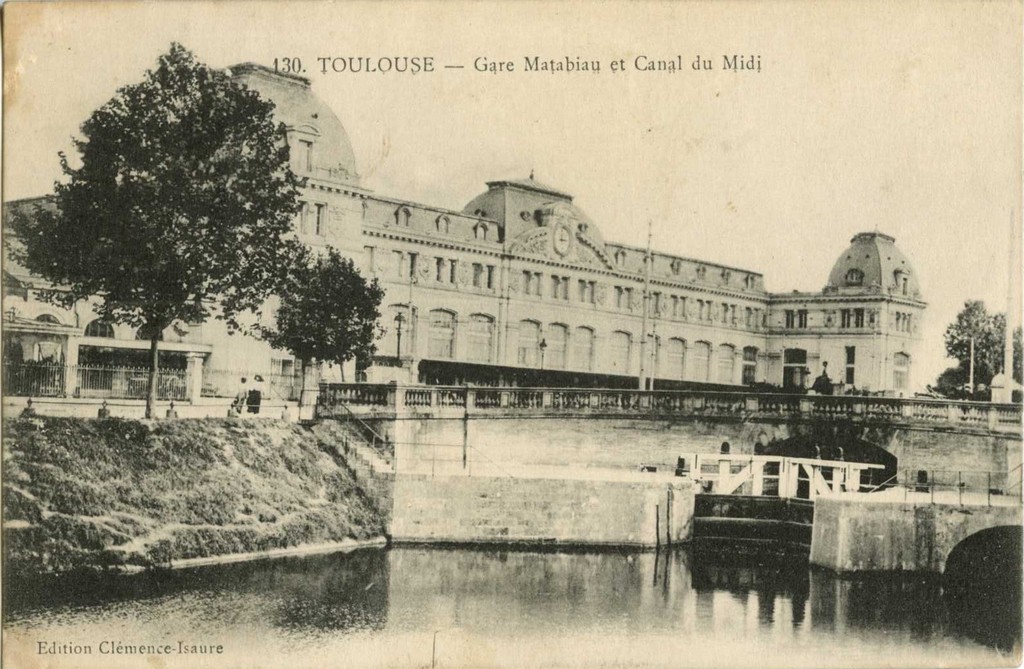 130. TOULOUSE — Gare Matabiau et Canal du Midi
Edition Clémence-Isaure